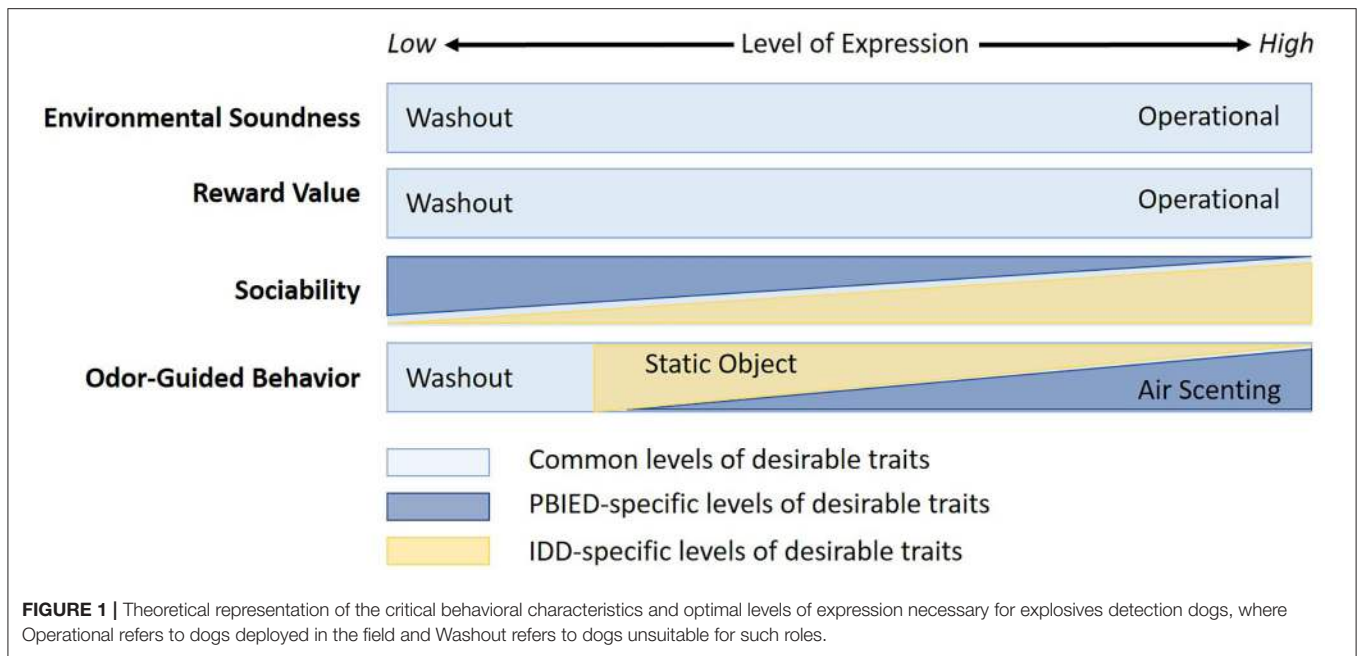 Low Level of Expression High
Environmental Soundness Washout Operational
Reward Value Washout Operational
Sociability
Odor-Guided Behavior Washout Static Object Air Scenting
Common levels of desirable traits
PBIED-specific levels of desirable traits
IDD-specific levels of desirable traits
FIGURE 1 | Theoretical representation of the critical behavioral characteristics and optimal levels of expression necessary for explosives detection dogs, where
Operational refers to dogs deployed in the field and Washout refers to dogs unsuitable for such roles.